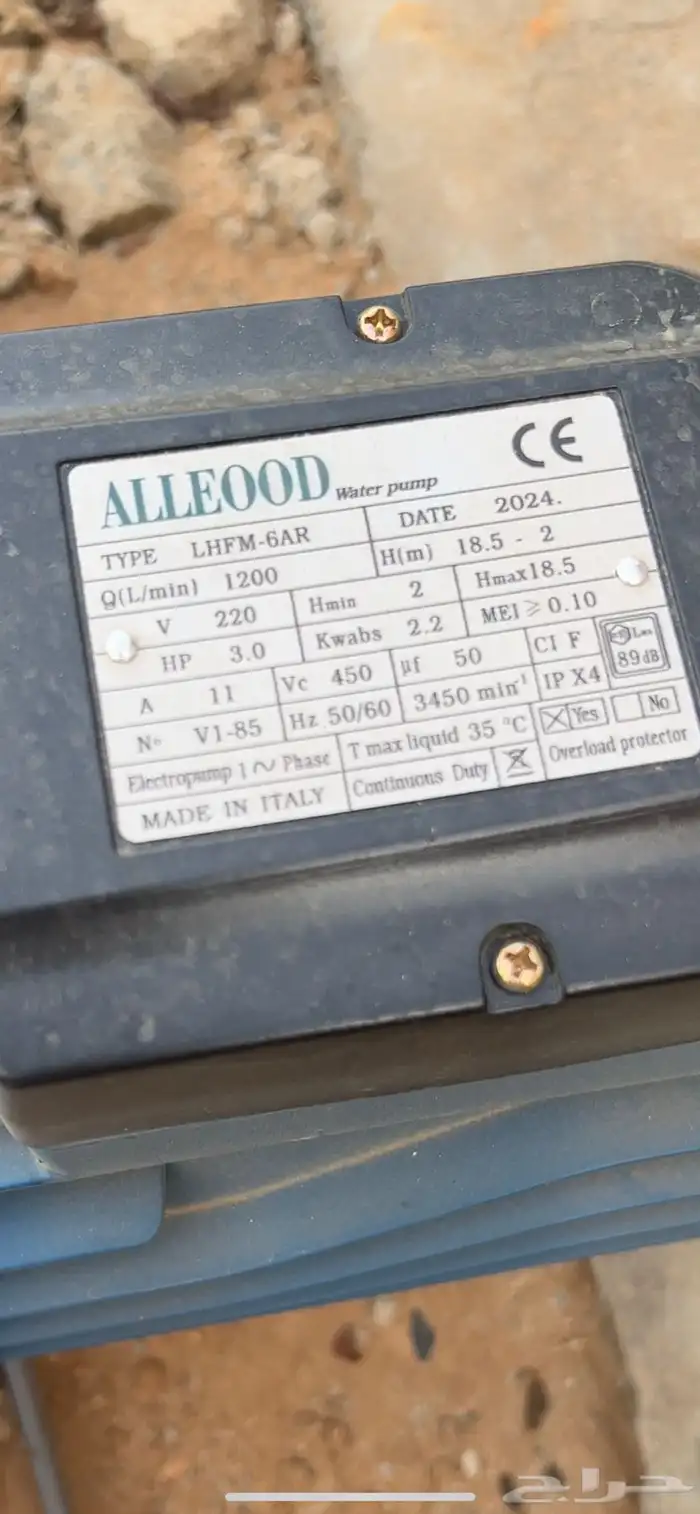 ALLEOOD Water pump CE
TYPE LHFM-6AR DATE 2024.
Q(L/min) 1200 H(m) 18.5 - 2
V 220 Hmin 2 Hmax18.5
HP 3.0 Kwabs 2.2 MEI ≥ 0.10
A 11 Vc 450 µf 50 CI F
89dB
N° V1-85 Hz 50/60 3450 min⁻¹ IP X4
Electropump 1∿ Phase T max liquid 35 °C Yes No
MADE IN ITALY Continuous Duty Overload protector
حراج